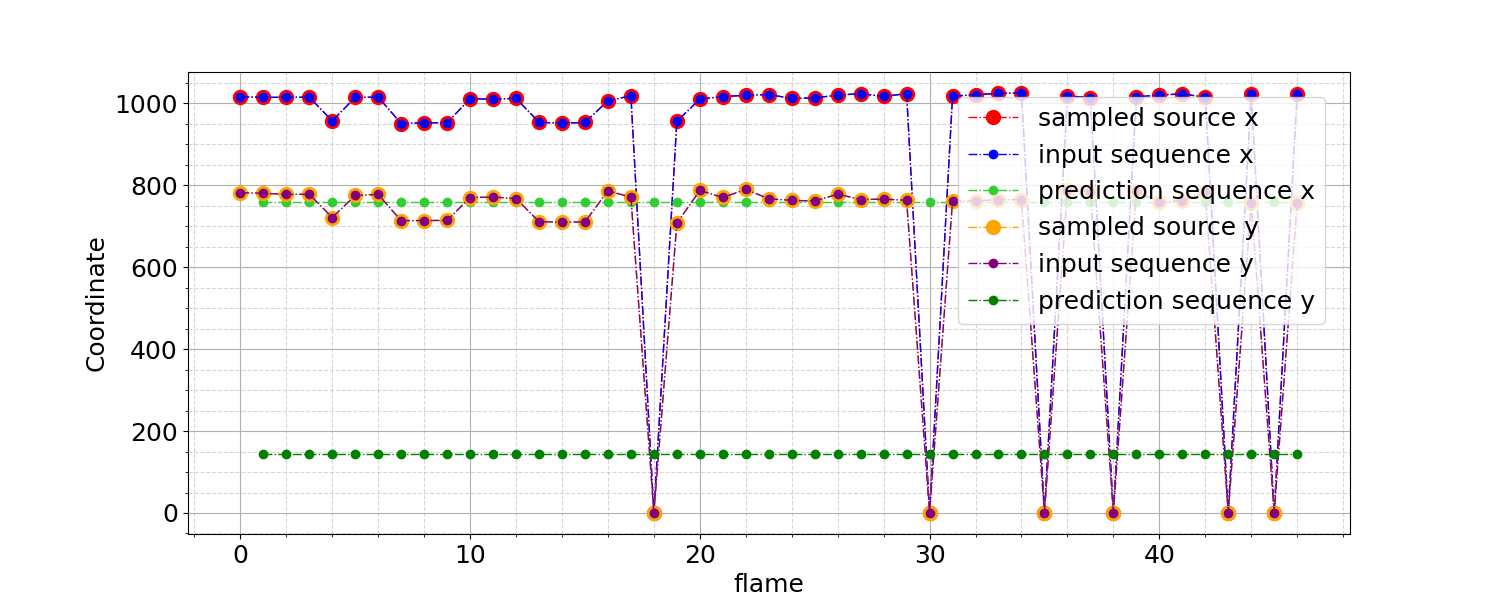 1000
800
600
400
200
0
Coordinate
sampled source x
input sequence x
prediction sequence x
sampled source y
input sequence y
prediction sequence y
0 10 20 30 40
flame